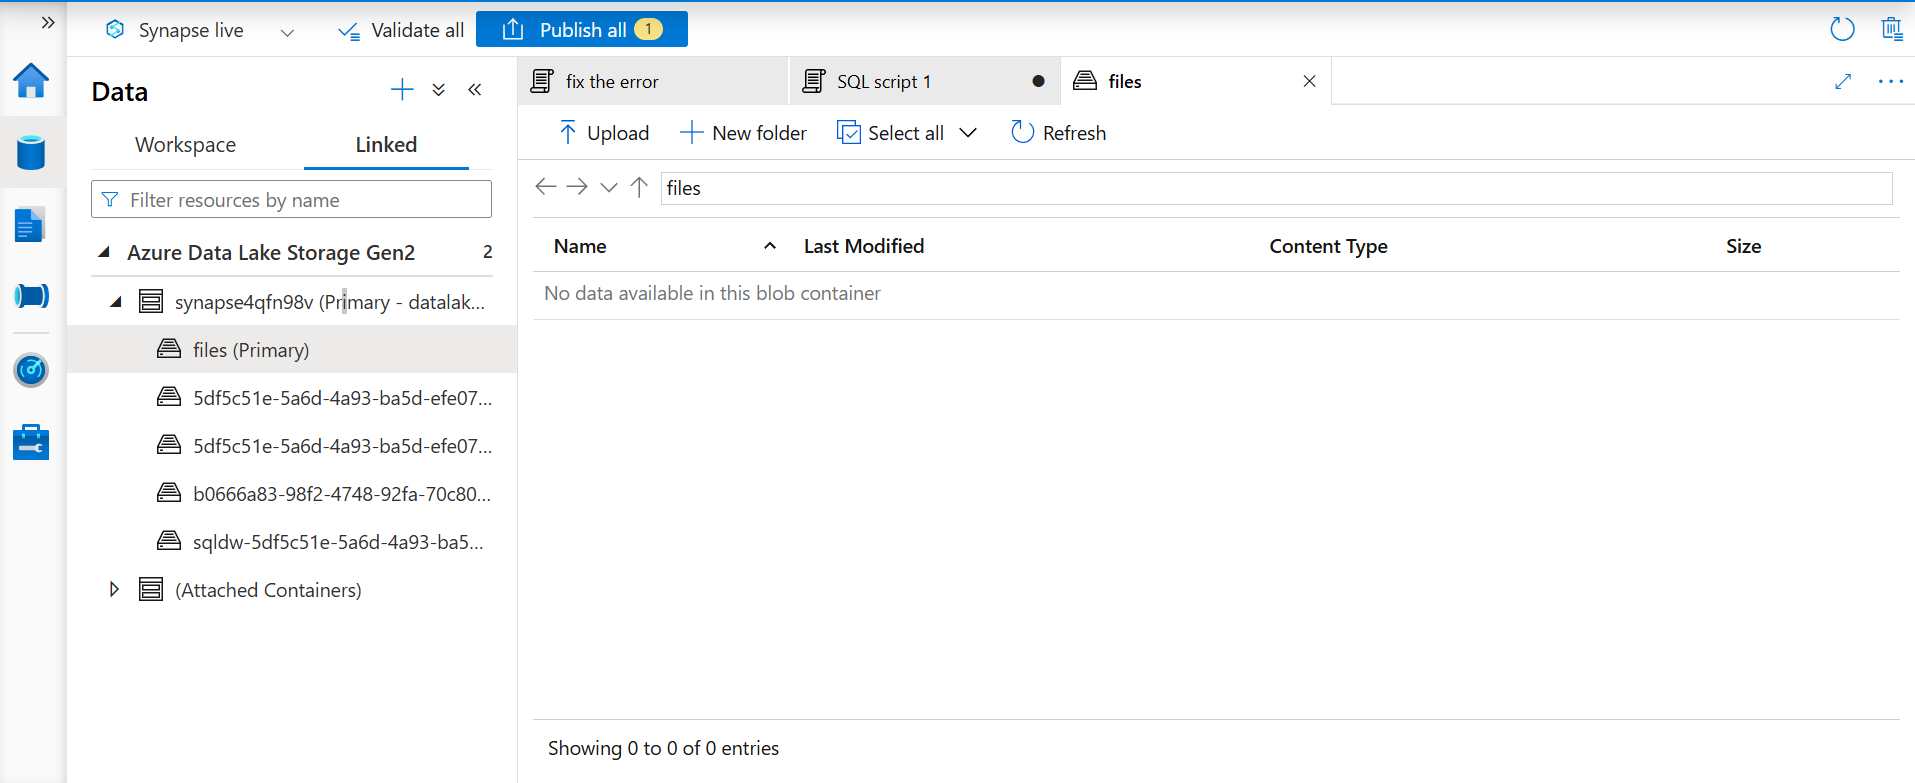 Synapse live
Validate all
Publish all 1
Data
Workspace
Linked
Filter resources by name
Azure Data Lake Storage Gen2 2
synapse4qfn98v (Primary - datalak...
files (Primary)
5df5c51e-5a6d-4a93-ba5d-efe07...
5df5c51e-5a6d-4a93-ba5d-efe07...
b0666a83-98f2-4748-92fa-70c80...
sqldw-5df5c51e-5a6d-4a93-ba5...
(Attached Containers)
fix the error
SQL script 1
files
Upload
New folder
Select all
Refresh
files
Name
Last Modified
Content Type
Size
No data available in this blob container
Showing 0 to 0 of 0 entries